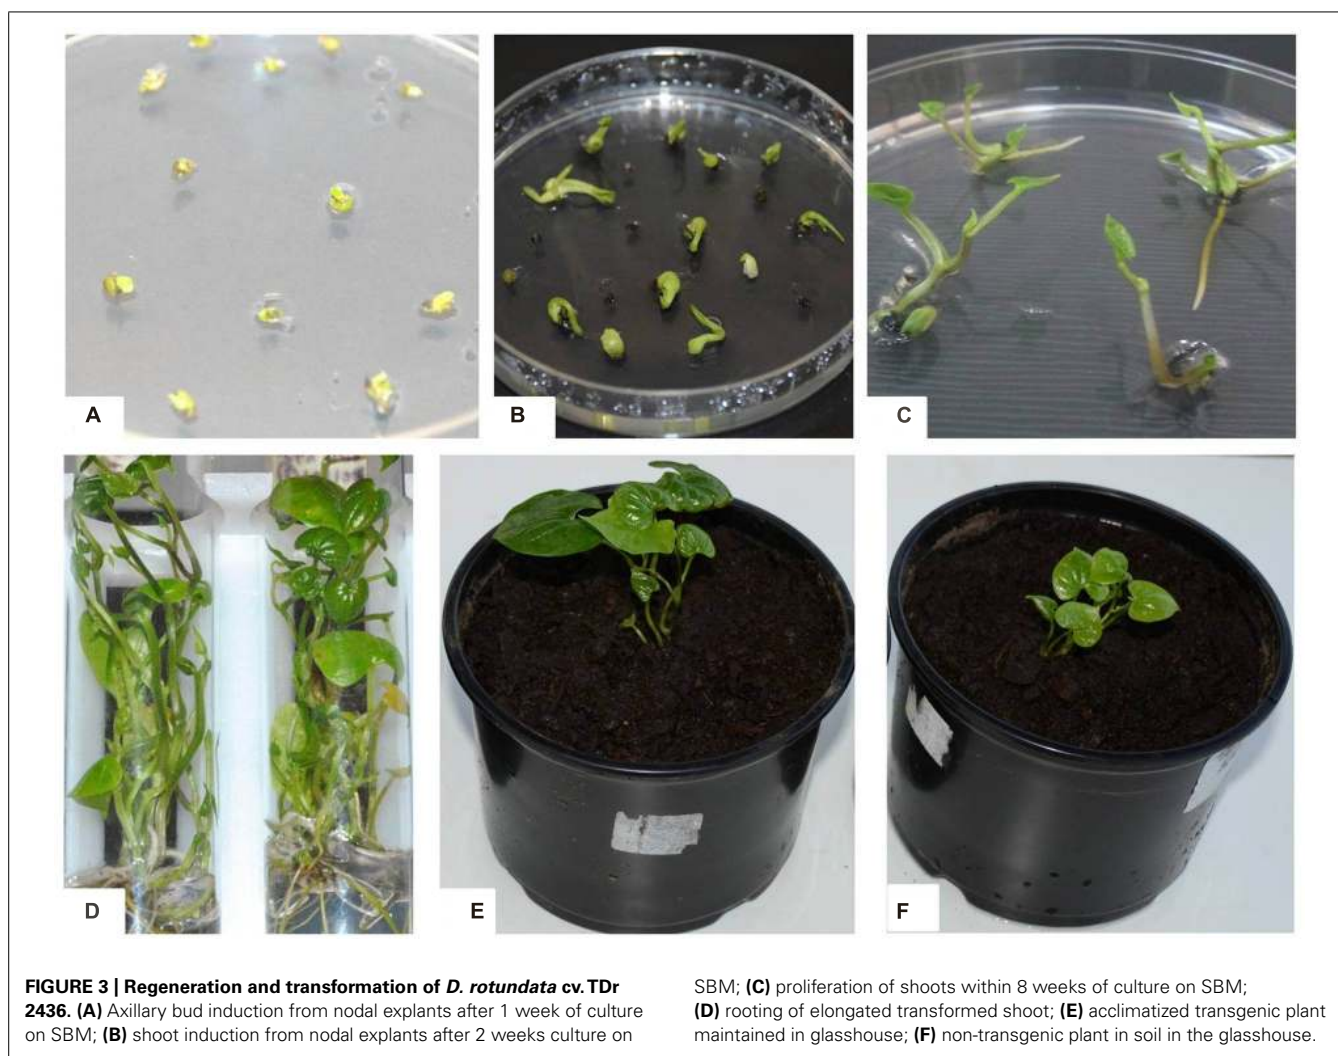 A
B
C
D
E
F
FIGURE 3 | Regeneration and transformation of D. rotundata cv. TDr
2436. (A) Axillary bud induction from nodal explants after 1 week of culture
on SBM; (B) shoot induction from nodal explants after 2 weeks culture on
SBM; (C) proliferation of shoots within 8 weeks of culture on SBM;
(D) rooting of elongated transformed shoot; (E) acclimatized transgenic plant
maintained in glasshouse; (F) non-transgenic plant in soil in the glasshouse.